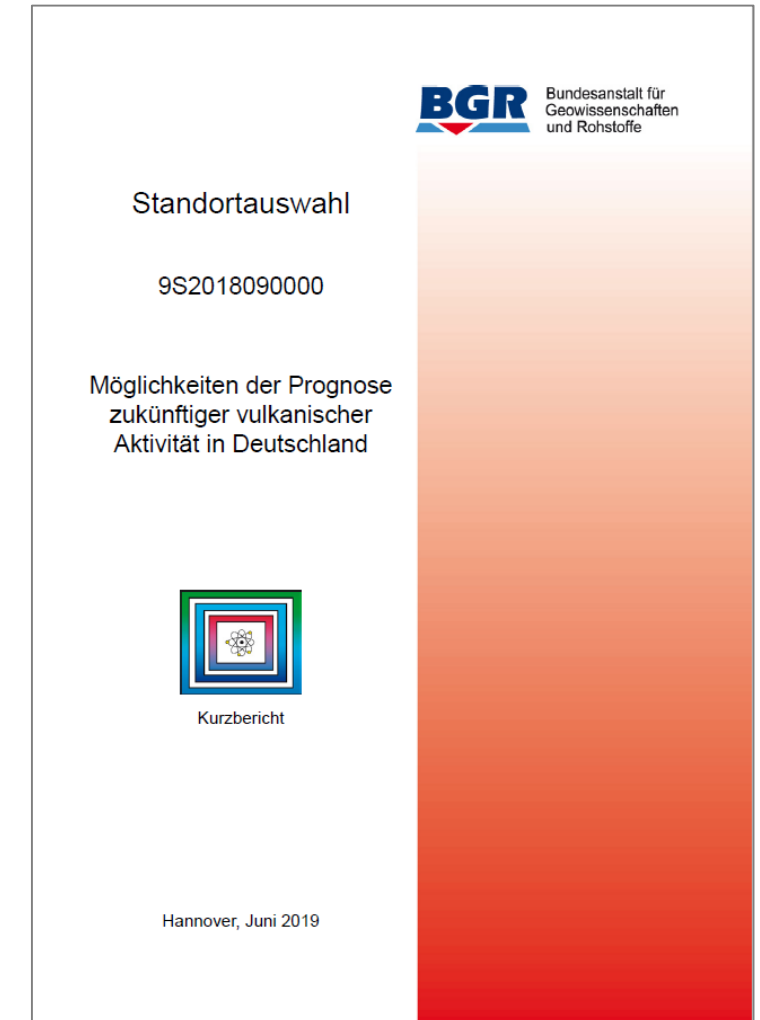 BGR
Bundesanstalt für
Geowissenschaften
und Rohstoffe
Standortauswahl
9S2018090000
Möglichkeiten der Prognose
zukünftiger vulkanischer
Aktivität in Deutschland
Kurzbericht
Hannover, Juni 2019